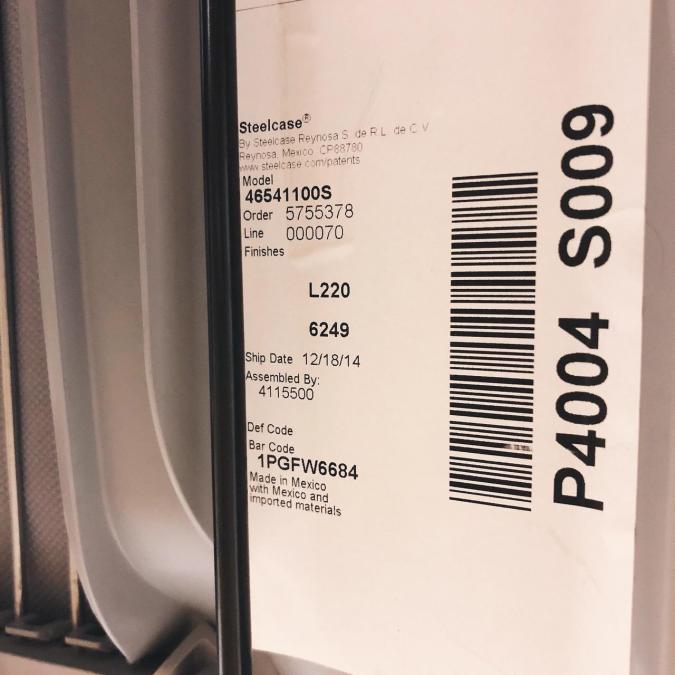 Steelcase®
By Steelcase Reynosa S. de R.L. de C.V.
Reynosa, Mexico, CP88780
www.steelcase.com/patents
Model
46541100S
Order 5755378
Line 000070
Finishes
L220
6249
Ship Date 12/18/14
Assembled By:
4115500
Def Code
Bar Code
1PGFW6684
Made in Mexico
with Mexico and
imported materials
P4004 S009